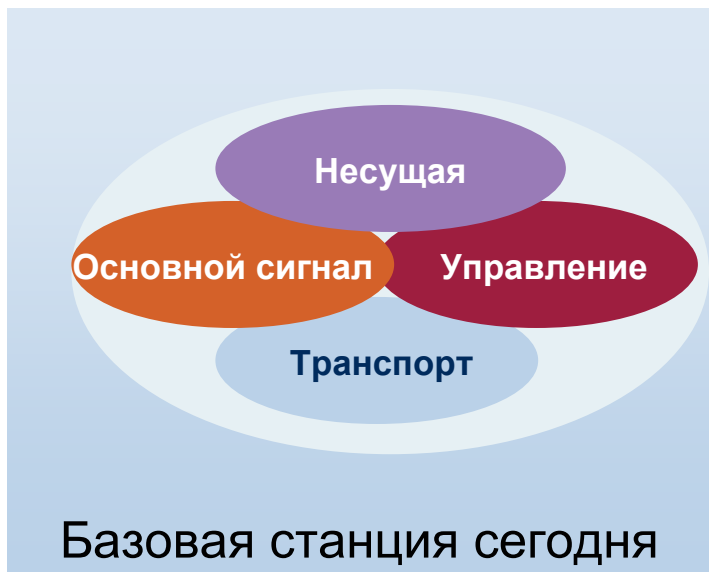 Несущая
Основной сигнал
Управление
Транспорт
Базовая станция сегодня